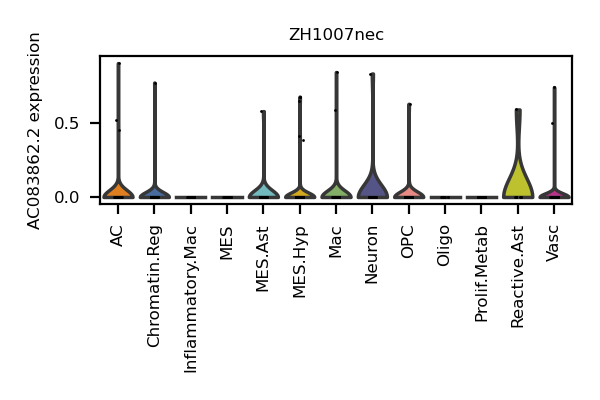 ZH1007nec
AC083862.2 expression
0.5
0.0
AC
Chromatin.Reg
Inflammatory.Mac
MES
MES.Ast
MES.Hyp
Mac
Neuron
OPC
Oligo
Prolif.Metab
Reactive.Ast
Vasc